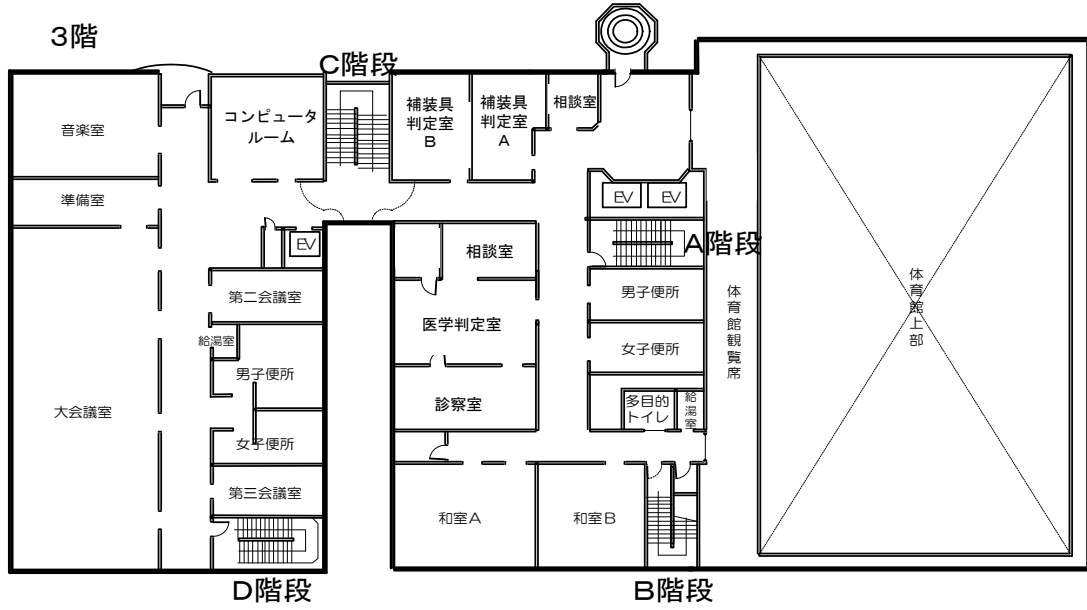 3階
C階段
音楽室
コンピュータ
ルーム
補装具
判定室
B
補装具
判定室
A
相談室
準備室
EV
EV
EV
相談室
A階段
第二会議室
男子便所
体育館観覧席
体育館上部
給湯室
医学判定室
女子便所
男子便所
大会議室
診察室
多目的
トイレ
給湯室
女子便所
第三会議室
和室A
和室B
D階段
B階段